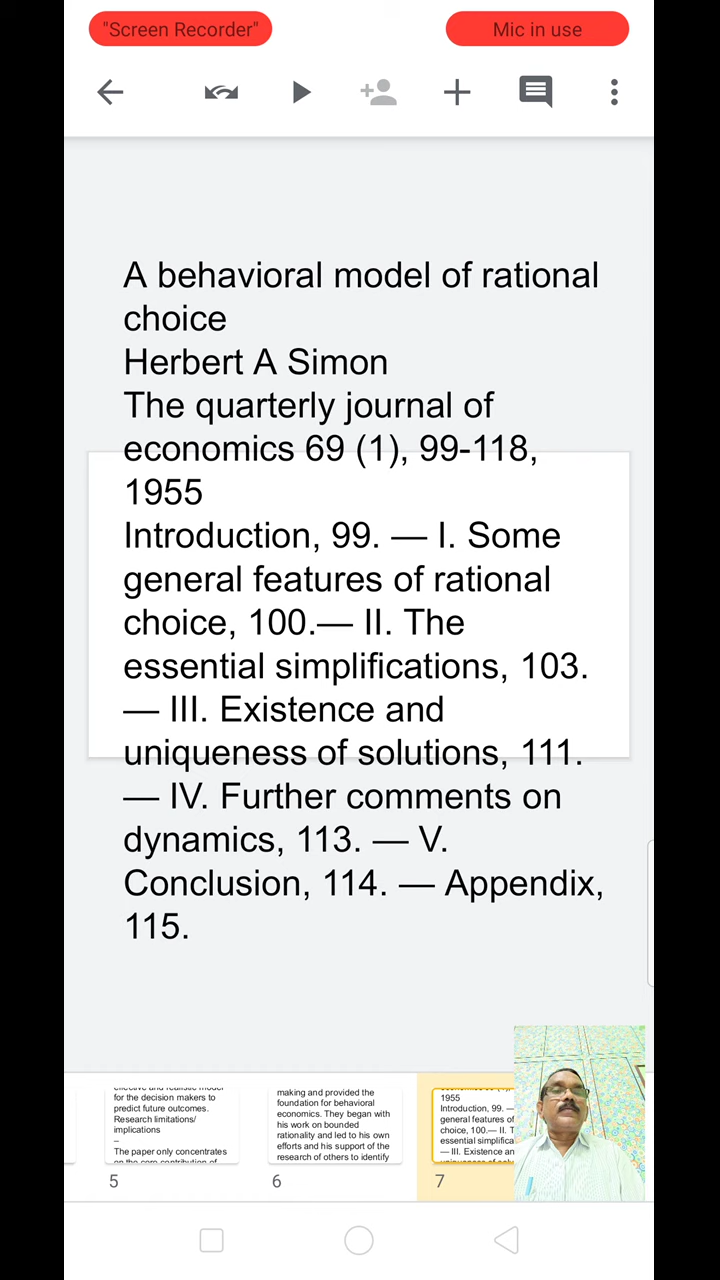 "Screen Recorder"
Mic in use
A behavioral model of rational
choice
Herbert A Simon
The quarterly journal of
economics 69 (1), 99-118,
1955
Introduction, 99. — I. Some
general features of rational
choice, 100.— II. The
essential simplifications, 103.
— III. Existence and
uniqueness of solutions, 111.
— IV. Further comments on
dynamics, 113. — V.
Conclusion, 114. — Appendix,
115.
for the decision makers to
predict future outcomes.
Research limitations/
implications
–
The paper only concentrates
5
making and provided the
foundation for behavioral
economics. They began with
his work on bounded
rationality and led to his own
efforts and his support of the
research of others to identify
6
1955
Introduction, 99. —
general features of
choice, 100.— II. T
essential simplifica
— III. Existence an
7